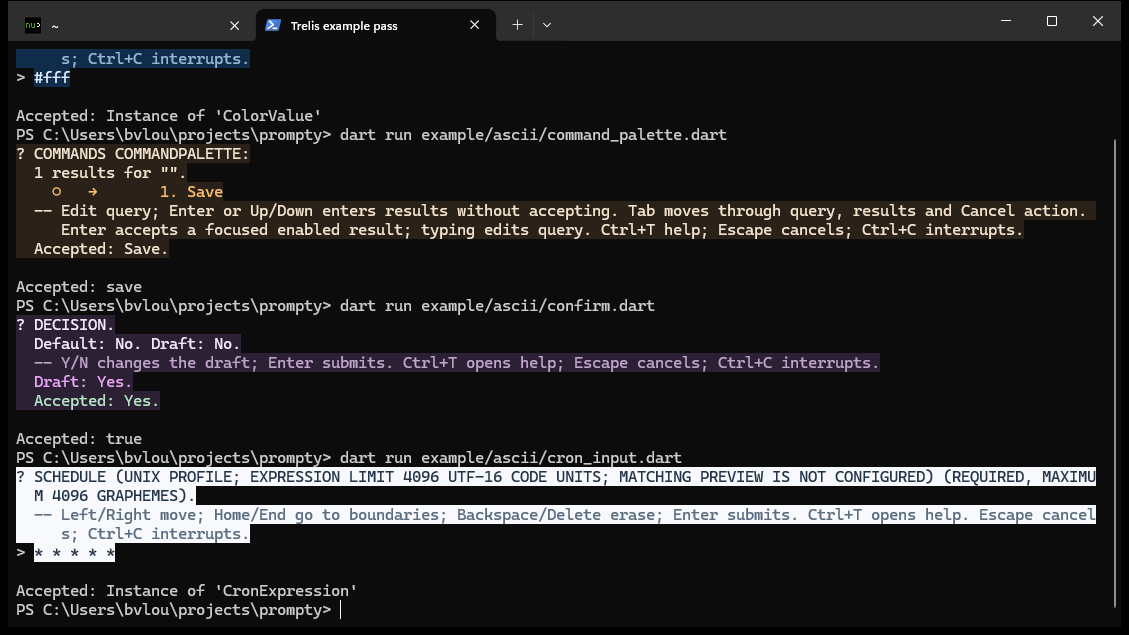 nu> ~
Trelis example pass
s; Ctrl+C interrupts.
> #fff
Accepted: Instance of 'ColorValue'
PS C:\Users\bvlou\projects\prompty> dart run example/ascii/command_palette.dart
? COMMANDS COMMANDPALETTE:
1 results for "".
○ → 1. Save
-- Edit query; Enter or Up/Down enters results without accepting. Tab moves through query, results and Cancel action.
Enter accepts a focused enabled result; typing edits query. Ctrl+T help; Escape cancels; Ctrl+C interrupts.
Accepted: Save.
Accepted: save
PS C:\Users\bvlou\projects\prompty> dart run example/ascii/confirm.dart
? DECISION.
Default: No. Draft: No.
-- Y/N changes the draft; Enter submits. Ctrl+T opens help; Escape cancels; Ctrl+C interrupts.
Draft: Yes.
Accepted: Yes.
Accepted: true
PS C:\Users\bvlou\projects\prompty> dart run example/ascii/cron_input.dart
? SCHEDULE (UNIX PROFILE; EXPRESSION LIMIT 4096 UTF-16 CODE UNITS; MATCHING PREVIEW IS NOT CONFIGURED) (REQUIRED, MAXIMU
M 4096 GRAPHEMES).
-- Left/Right move; Home/End go to boundaries; Backspace/Delete erase; Enter submits. Ctrl+T opens help. Escape cancel
s; Ctrl+C interrupts.
> * * * * *
Accepted: Instance of 'CronExpression'
PS C:\Users\bvlou\projects\prompty>